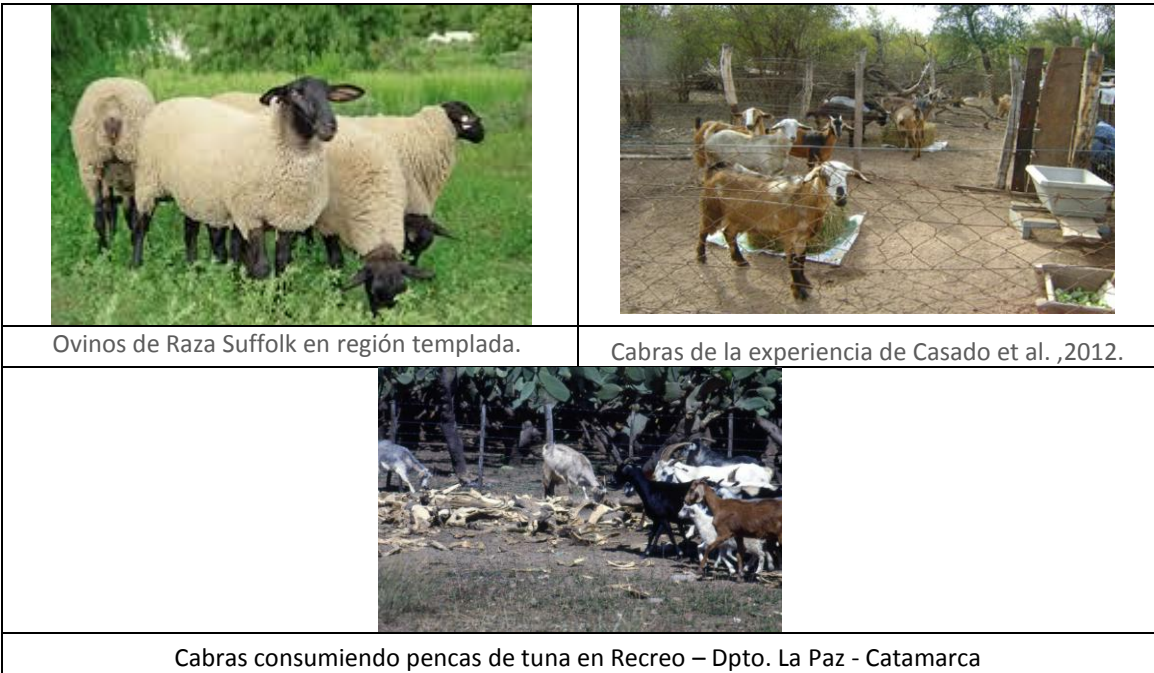 Ovinos de Raza Suffolk en región templada.
Cabras de la experiencia de Casado et al. ,2012.
Cabras consumiendo pencas de tuna en Recreo – Dpto. La Paz - Catamarca